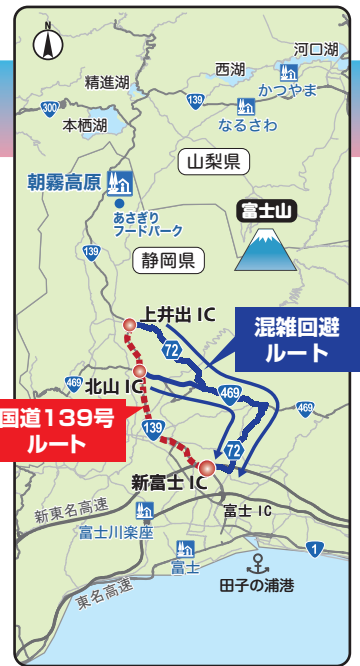 N
河口湖
西湖
かつやま
精進湖
300
139
なるさわ
本栖湖
山梨県
朝霧高原
あさぎり
フードパーク
富士山
静岡県
139
上井出 IC
混雑回避
ルート
72
北山 IC
469
469
469
国道139号
ルート
139
72
新富士 IC
新東名高速
富士 IC
富士川楽座
富士
1
田子の浦港
東名高速